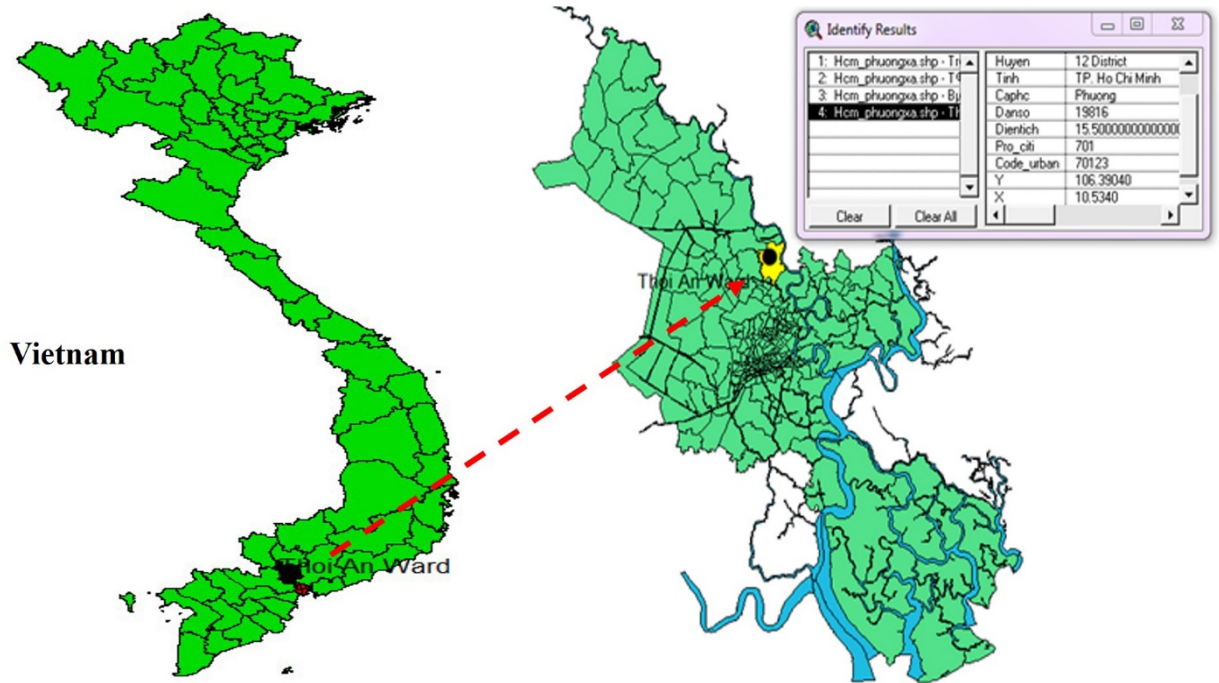 Vietnam
Thoi An Ward
Thoi An Ward
Identify Results
1: Hcm_phuongxa.shp -
2: Hcm_phuongxa.shp -
3: Hcm_phuongxa.shp -
4: Hcm_phuongxa.shp -
Clear Clear All
Huyen 12 District
Tinh TP. Ho Chi Minh
Caphc Phuong
Danso 19816
Dientich
Pro_citi 701
Code_urban 70123
Y 106.39040
X 10.5340